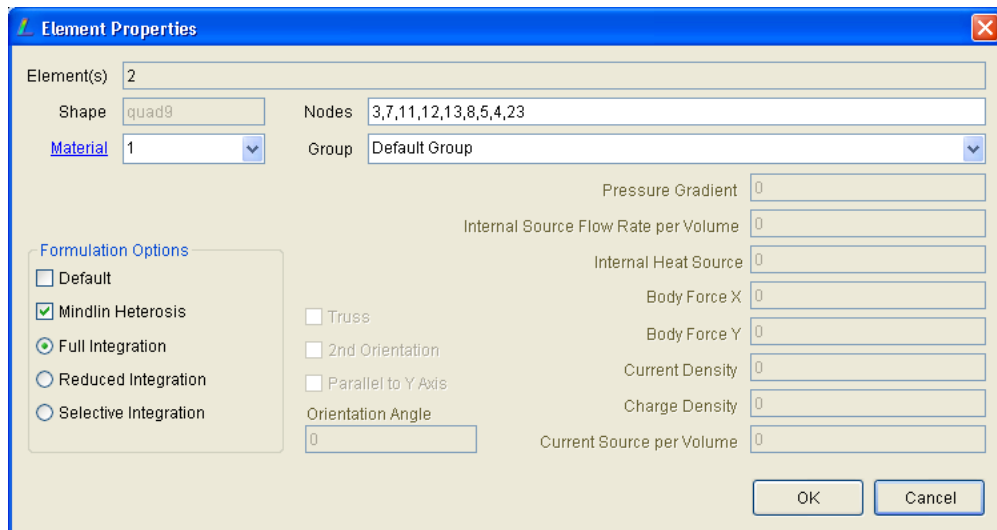 Element Properties
Element(s) 2
Shape quad9 Nodes 3,7,11,12,13,8,5,4,23
Material 1 Group Default Group
Pressure Gradient 0
Internal Source Flow Rate per Volume 0
Internal Heat Source 0
Body Force X 0
Body Force Y 0
Current Density 0
Charge Density 0
Current Source per Volume 0
Formulation Options
Default
Mindlin Heterosis
Full Integration
Reduced Integration
Selective Integration
Truss
2nd Orientation
Parallel to Y Axis
Orientation Angle
0
OK Cancel